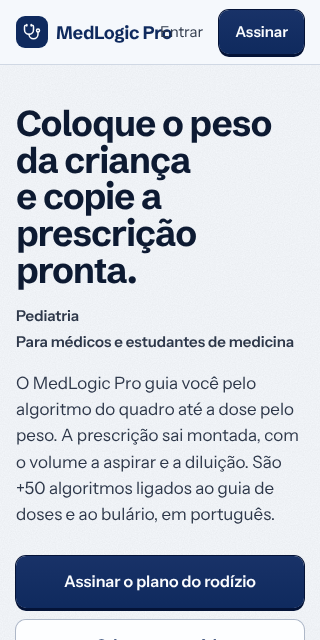 MedLogic Pro Entrar Assinar
Coloque o peso
da criança
e copie a
prescrição
pronta.
Pediatria
Para médicos e estudantes de medicina
O MedLogic Pro guia você pelo
algoritmo do quadro até a dose pelo
peso. A prescrição sai montada, com
o volume a aspirar e a diluição. São
+50 algoritmos ligados ao guia de
doses e ao bulário, em português.
Assinar o plano do rodízio